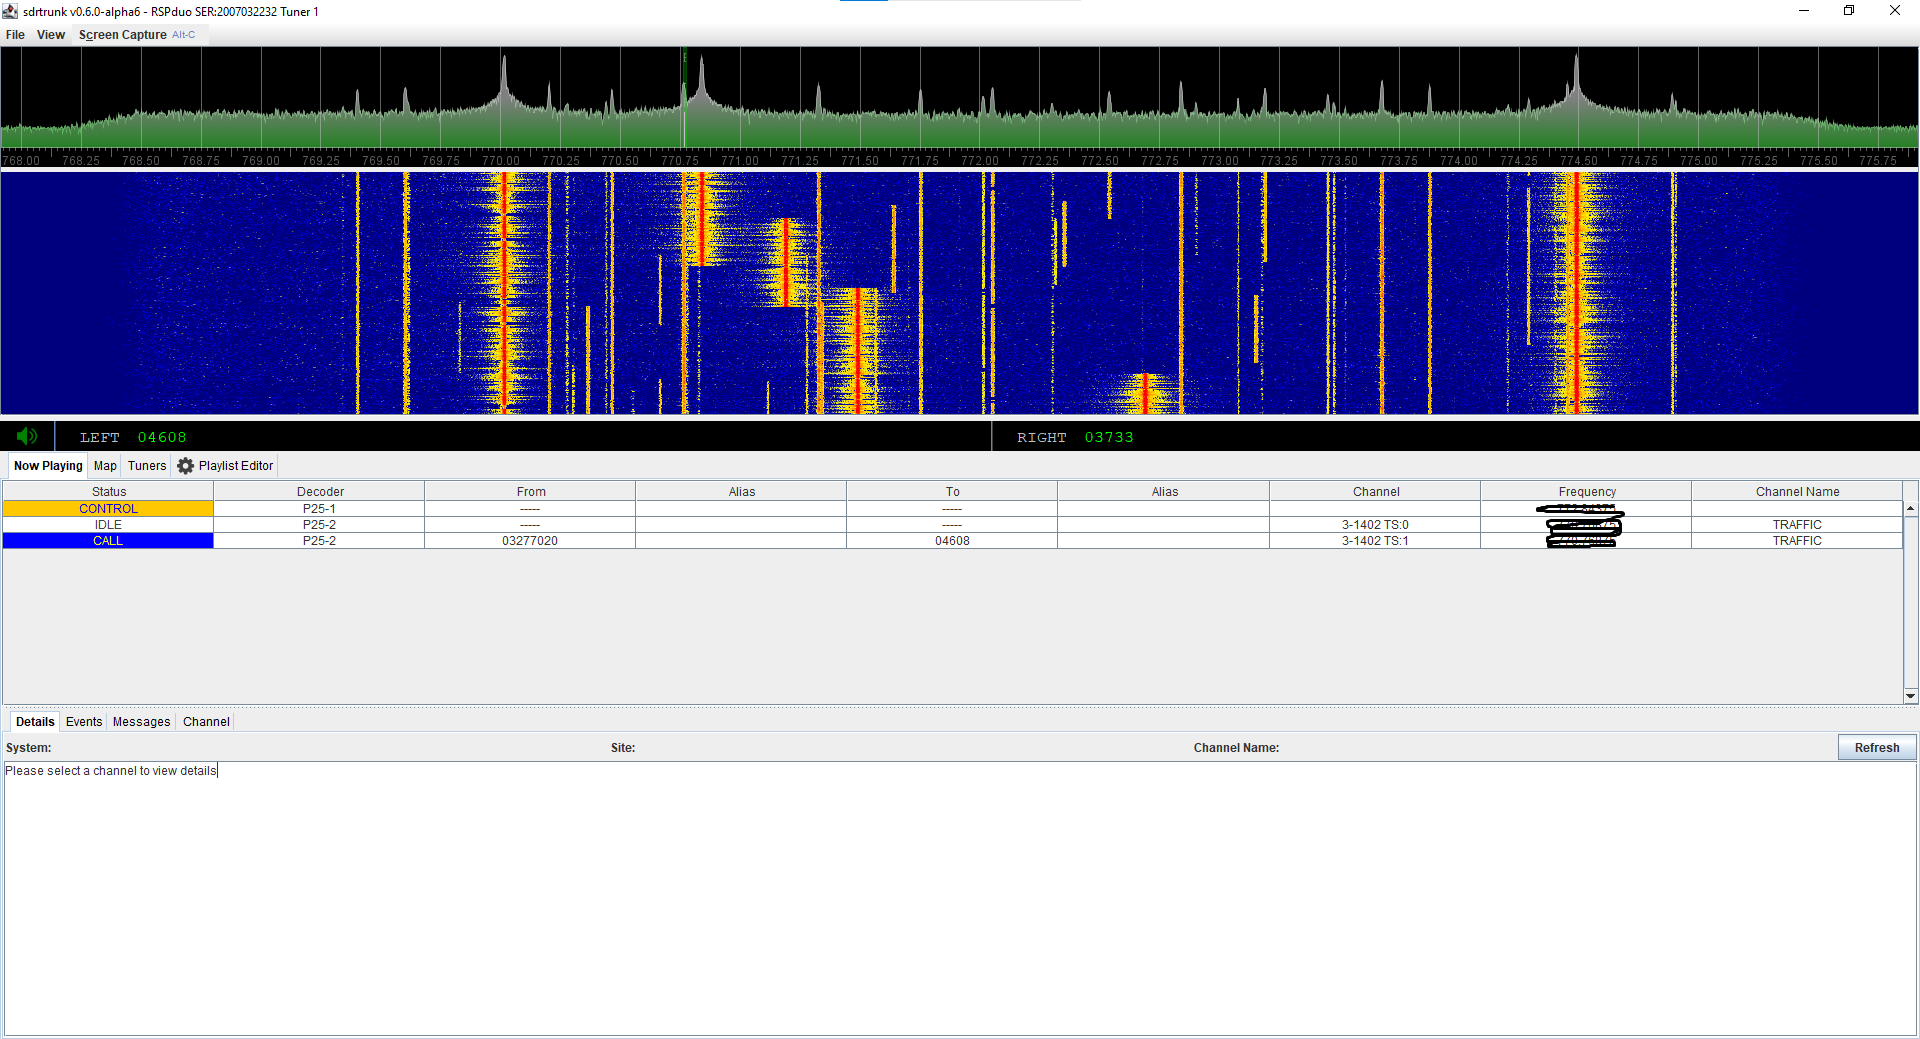 sdrtrunk v0.6.0-alpha6 - RSPduo SER:2007032232 Tuner 1
File View Screen Capture Alt-C
768.00 768.25 768.50 768.75 769.00 769.25 769.50 769.75 770.00 770.25 770.50 770.75 771.00 771.25 771.50 771.75 772.00 772.25 772.50 772.75 773.00 773.25 773.50 773.75 774.00 774.25 774.50 774.75 775.00 775.25 775.50 775.75
LEFT 04608 RIGHT 03733
Now Playing Map Tuners Playlist Editor
Status Decoder From Alias To Alias Channel Frequency Channel Name
CONTROL P25-1 ----- -----
IDLE P25-2 ----- ----- 3-1402 TS:0 TRAFFIC
CALL P25-2 03277020 04608 3-1402 TS:1 TRAFFIC
Details Events Messages Channel
System: Site: Channel Name: Refresh
Please select a channel to view details